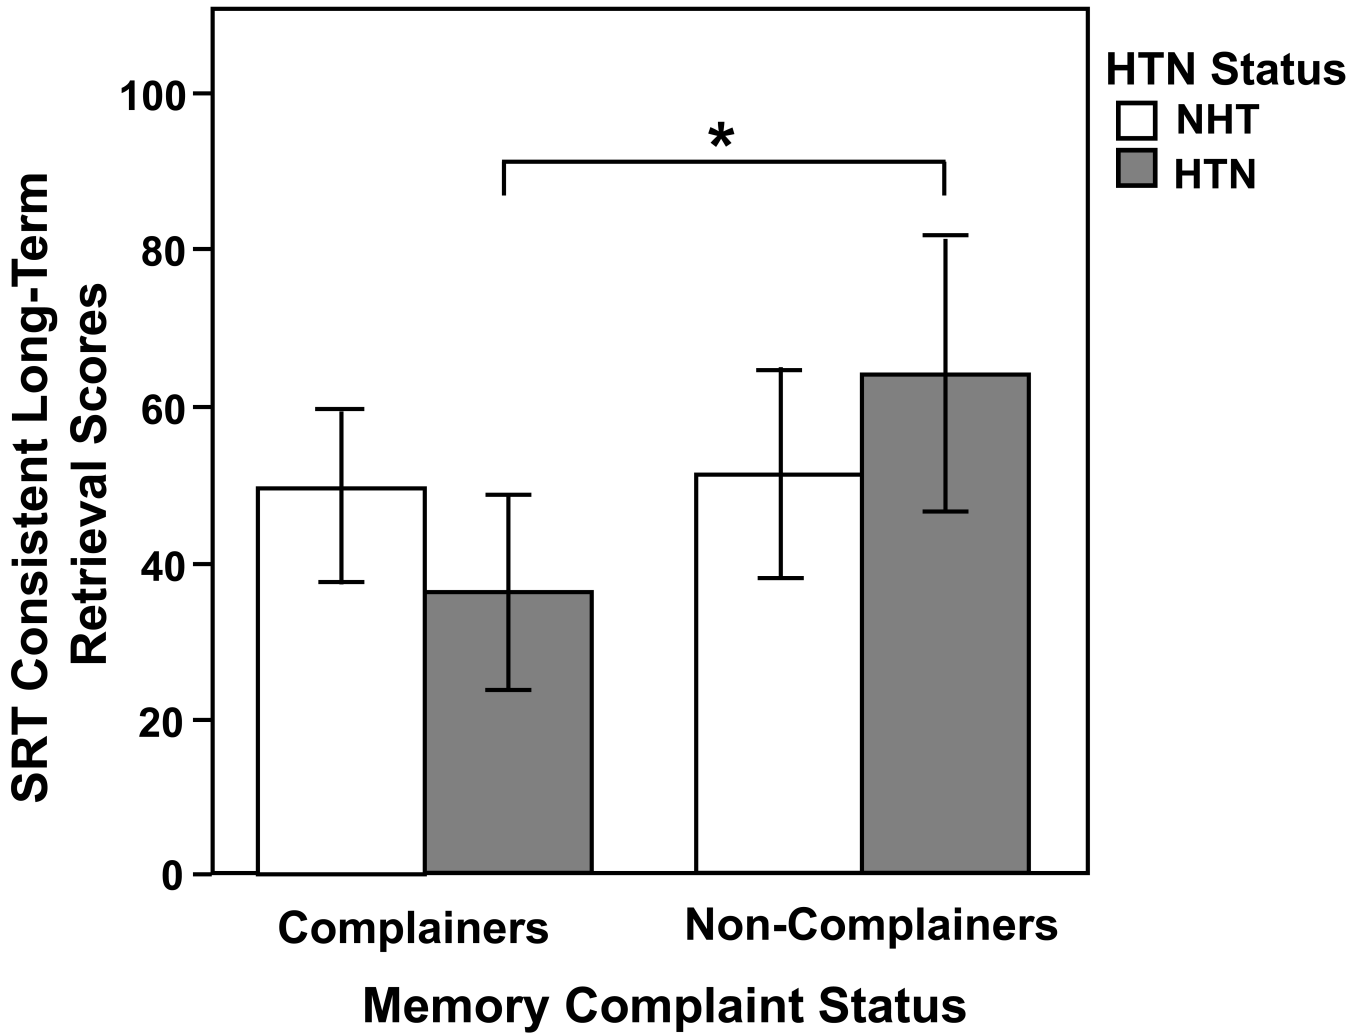 SRT Consistent Long-Term
Retrieval Scores
100
80
60
40
20
0
*
HTN Status
NHT
HTN
Complainers
Non-Complainers
Memory Complaint Status